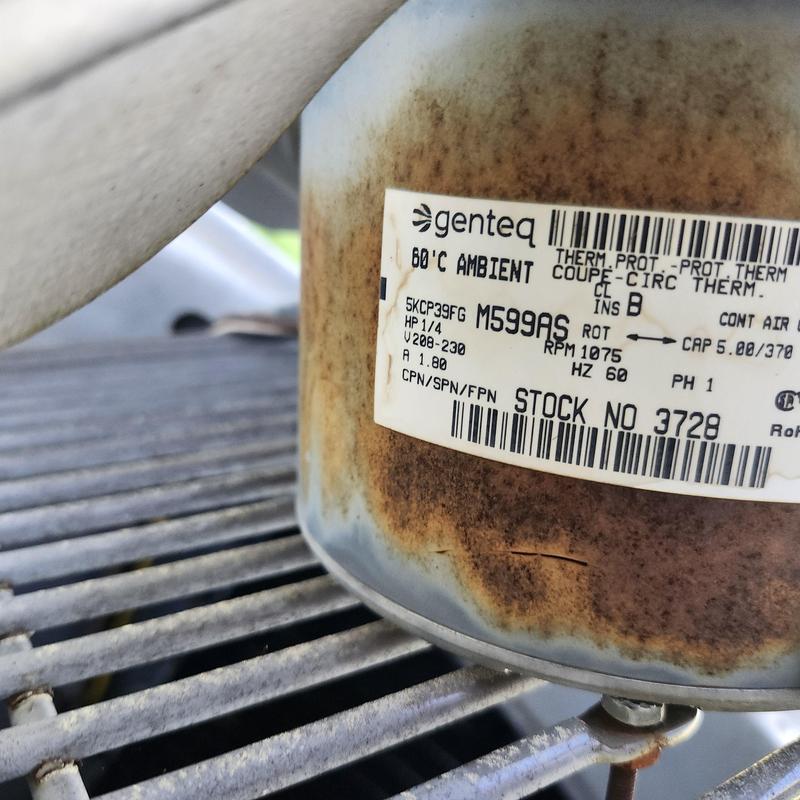 genteq
60'C AMBIENT
THERM.PROT.-PROT.THERM
COUPE-CIRC THERM.
CL
INS B
CONT AIR
5KCP39FG M599AS ROT
HP 1/4
V 208-230
RPM 1075
CAP 5.00/370
A 1.80
HZ 60
PH 1
CPN/SPN/FPN
STOCK NO 3728
RoH